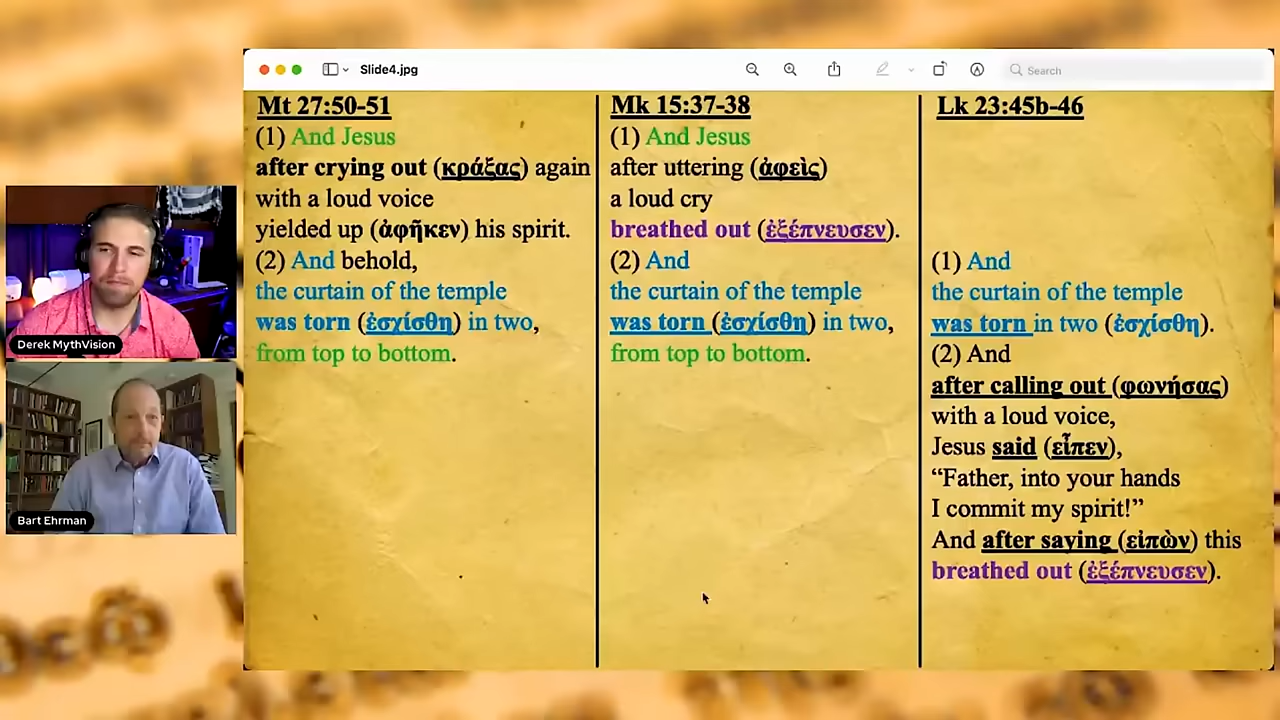 Slide4.jpg
Search
Mt 27:50-51
(1) And Jesus
after crying out (κράξας) again
with a loud voice
yielded up (ἀφῆκεν) his spirit.
(2) And behold,
the curtain of the temple
was torn (ἐσχίσθη) in two,
from top to bottom.
Mk 15:37-38
(1) And Jesus
after uttering (ἀφεὶς)
a loud cry
breathed out (ἐξέπνευσεν).
(2) And
the curtain of the temple
was torn (ἐσχίσθη) in two,
from top to bottom.
Lk 23:45b-46
(1) And
the curtain of the temple
was torn in two (ἐσχίσθη).
(2) And
after calling out (φωνήσας)
with a loud voice,
Jesus said (εἶπεν),
“Father, into your hands
I commit my spirit!”
And after saying (εἰπὼν) this
breathed out (ἐξέπνευσεν).
Derek MythVision
Bart Ehrman